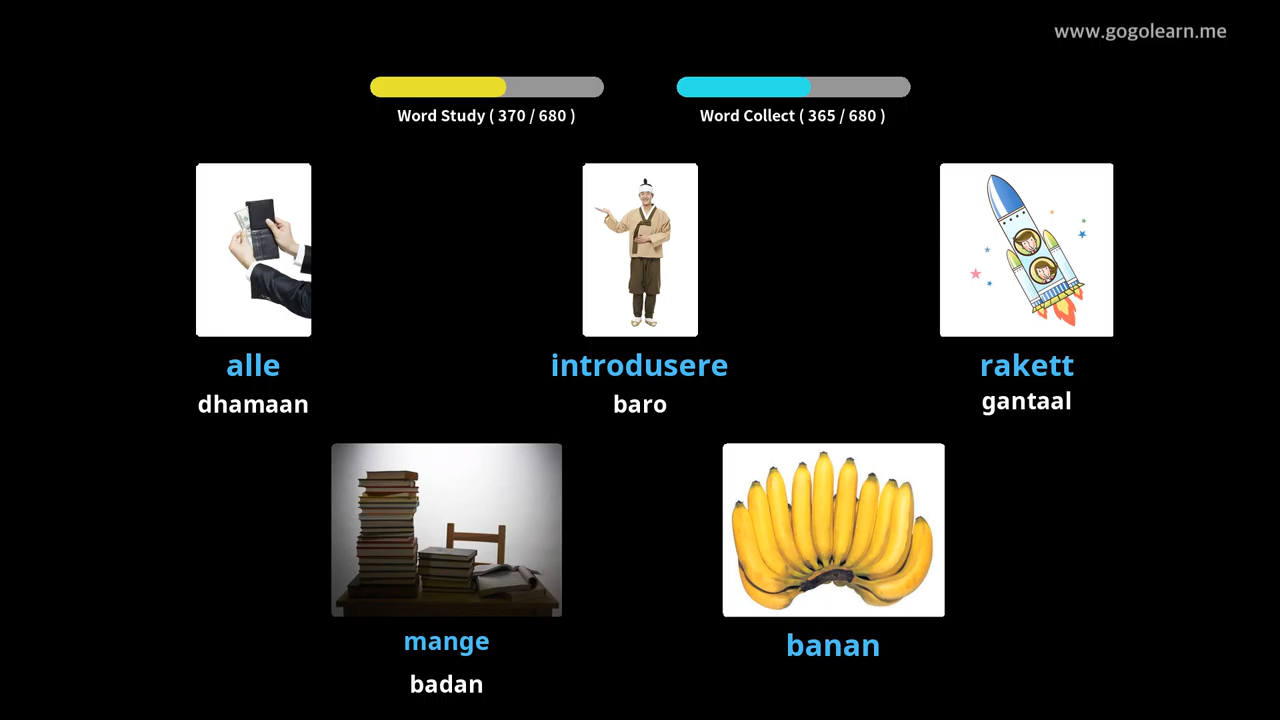 www.gogolearn.me
Word Study ( 370 / 680 )
Word Collect ( 365 / 680 )
alle
dhamaan
introdusere
baro
rakett
gantaal
mange
badan
banan